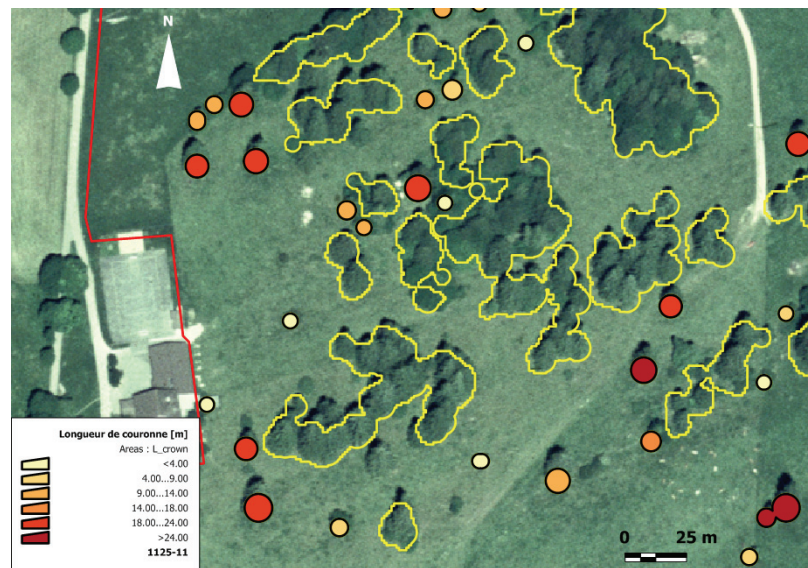 N
Longueur de couronne [m]
Areas : L_crown
<4.00
4.00...9.00
9.00...14.00
14.00...18.00
18.00...24.00
>24.00
1125-11
0 25 m